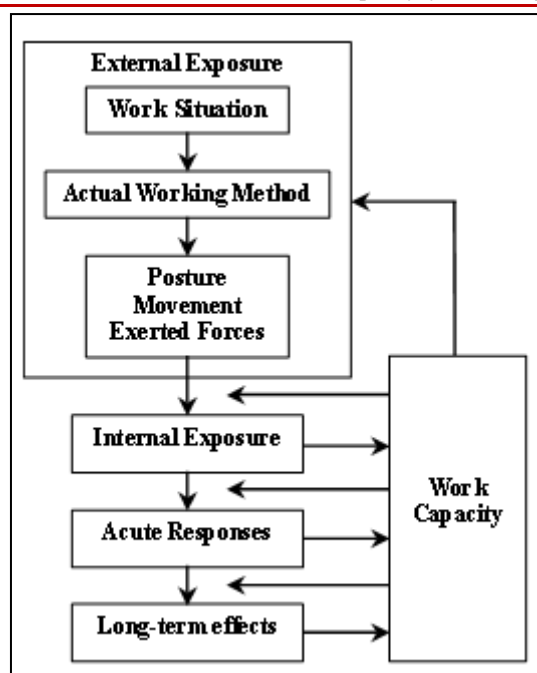 External Exposure
Work Situation
Actual Working Method
Posture
Movement
Exerted Forces
Internal Exposure
Work
Capacity
Acute Responses
Long-term effects